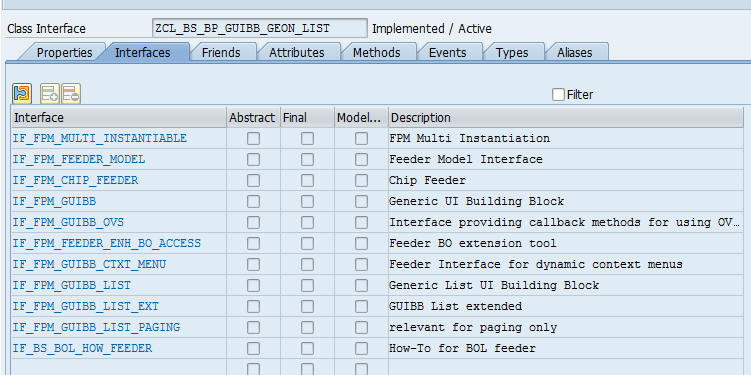 Class Interface ZCL_BS_BP_GUIBB_GEON_LIST Implemented / Active
Properties Interfaces Friends Attributes Methods Events Types Aliases
Filter
Interface Abstract Final Model... Description
IF_FPM_MULTI_INSTANTIABLE FPM Multi Instantiation
IF_FPM_FEEDER_MODEL Feeder Model Interface
IF_FPM_CHIP_FEEDER Chip Feeder
IF_FPM_GUIBB Generic UI Building Block
IF_FPM_GUIBB_OVS Interface providing callback methods for using OV...
IF_FPM_FEEDER_ENH_BO_ACCESS Feeder BO extension tool
IF_FPM_GUIBB_CTXT_MENU Feeder Interface for dynamic context menus
IF_FPM_GUIBB_LIST Generic List UI Building Block
IF_FPM_GUIBB_LIST_EXT GUIBB List extended
IF_FPM_GUIBB_LIST_PAGING relevant for paging only
IF_BS_BOL_HOW_FEEDER How-To for BOL feeder